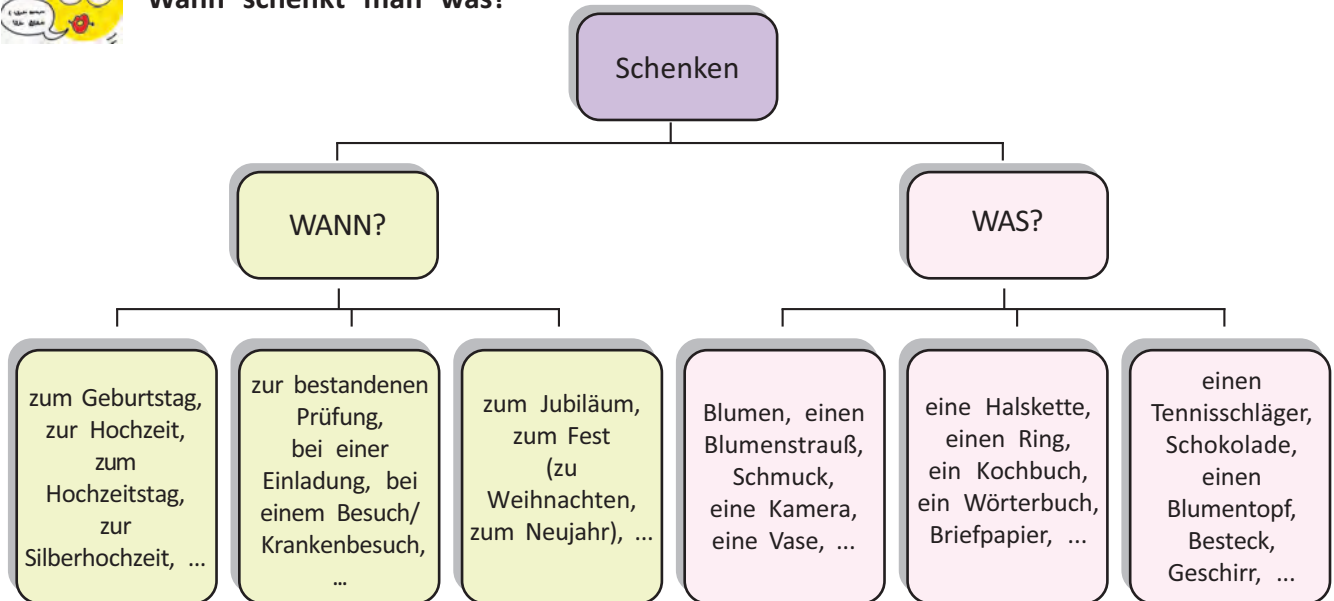 Wann schenkt man was?
Schenken
WANN?
WAS?
zum Geburtstag,
zur Hochzeit,
zum
Hochzeitstag,
zur
Silberhochzeit, ...
zur bestandenen
Prüfung,
bei einer
Einladung, bei
einem Besuch/
Krankenbesuch,
...
zum Jubiläum,
zum Fest
(zu
Weihnachten,
zum Neujahr), ...
Blumen, einen
Blumenstrauß,
Schmuck,
eine Kamera,
eine Vase, ...
eine Halskette,
einen Ring,
ein Kochbuch,
ein Wörterbuch,
Briefpapier, ...
einen
Tennisschläger,
Schokolade,
einen
Blumentopf,
Besteck,
Geschirr, ...